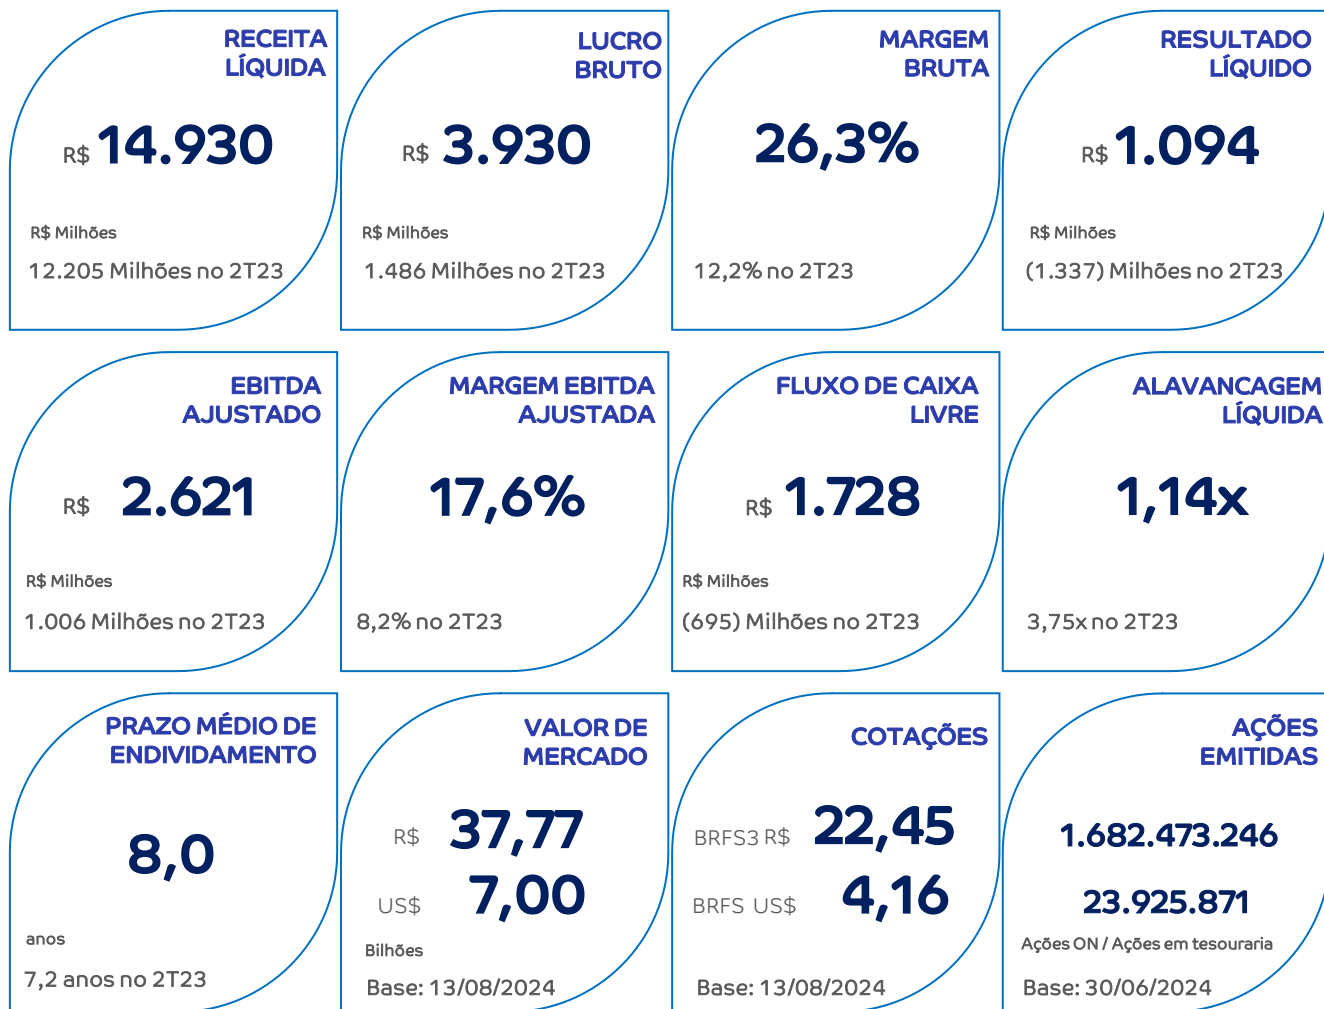 RECEITA
LÍQUIDA
R$ 14.930
R$ Milhões
12.205 Milhões no 2T23
LUCRO
BRUTO
R$ 3.930
R$ Milhões
1.486 Milhões no 2T23
MARGEM
BRUTA
26,3%
12,2% no 2T23
RESULTADO
LÍQUIDO
R$ 1.094
R$ Milhões
(1.337) Milhões no 2T23
EBITDA
AJUSTADO
R$ 2.621
R$ Milhões
1.006 Milhões no 2T23
MARGEM EBITDA
AJUSTADA
17,6%
8,2% no 2T23
FLUXO DE CAIXA
LIVRE
R$ 1.728
R$ Milhões
(695) Milhões no 2T23
ALAVANCAGEM
LÍQUIDA
1,14x
3,75x no 2T23
PRAZO MÉDIO DE
ENDIVIDAMENTO
8,0
anos
7,2 anos no 2T23
VALOR DE
MERCADO
R$ 37,77
US$ 7,00
Bilhões
Base: 13/08/2024
COTAÇÕES
BRFS3 R$ 22,45
BRFS US$ 4,16
Base: 13/08/2024
AÇÕES
EMITIDAS
1.682.473.246
23.925.871
Ações ON / Ações em tesouraria
Base: 30/06/2024